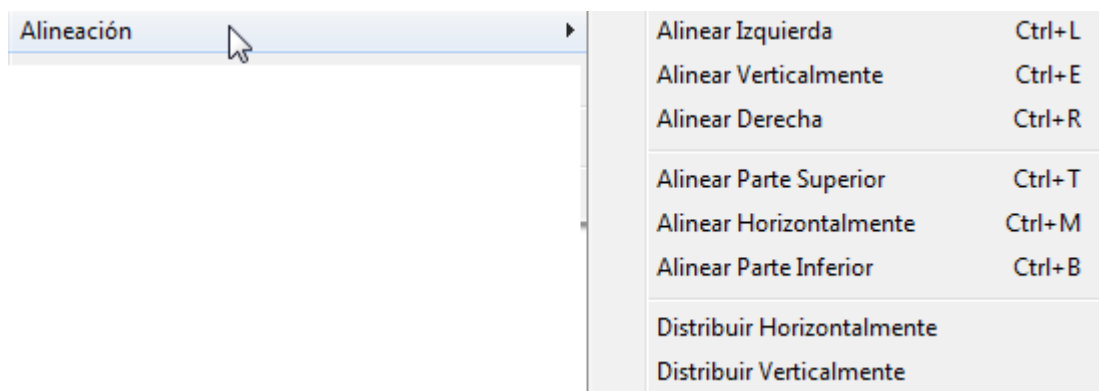 Alineación
Alinear Izquierda Ctrl+L
Alinear Verticalmente Ctrl+E
Alinear Derecha Ctrl+R
Alinear Parte Superior Ctrl+T
Alinear Horizontalmente Ctrl+M
Alinear Parte Inferior Ctrl+B
Distribuir Horizontalmente
Distribuir Verticalmente